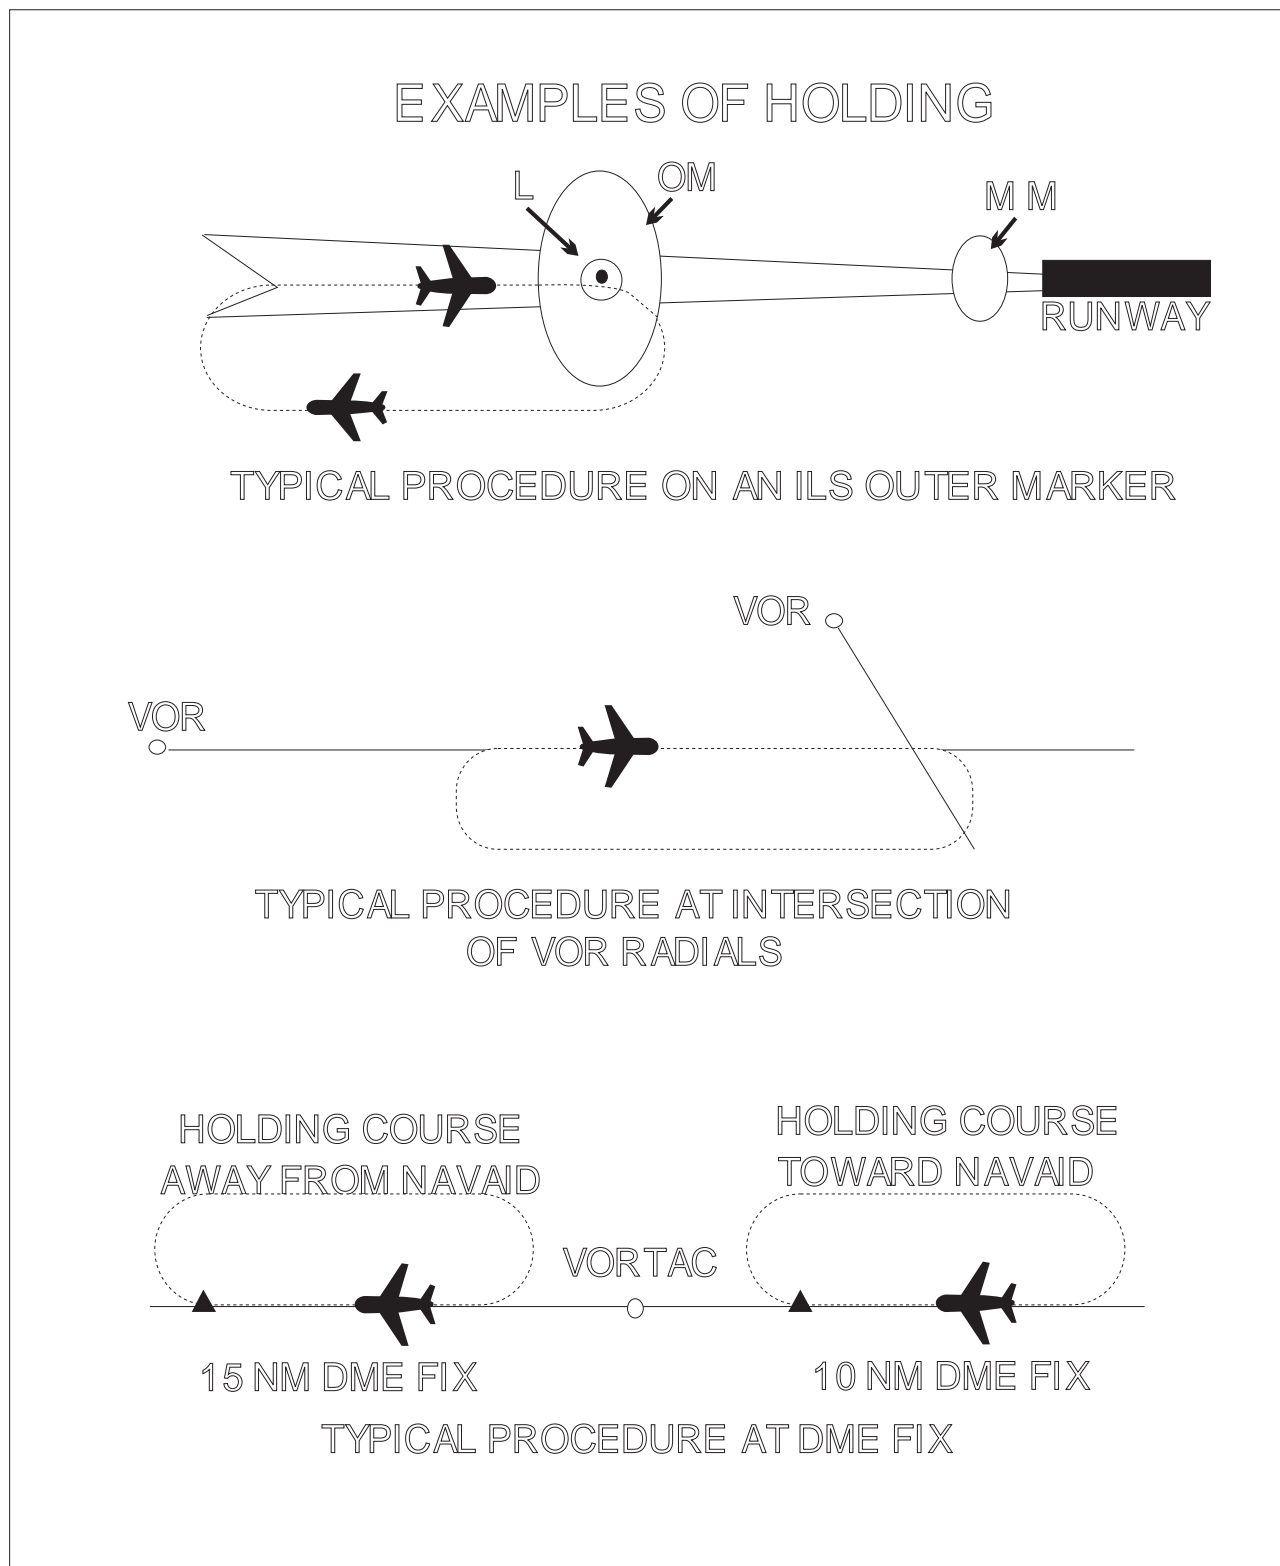 EXAMPLES OF HOLDING
L
OM
MM
RUNWAY
TYPICAL PROCEDURE ON AN ILS OUTER MARKER
VOR
VOR
TYPICAL PROCEDURE AT INTERSECTION
OF VOR RADIALS
HOLDING COURSE
AWAY FROM NAVAID
HOLDING COURSE
TOWARD NAVAID
VORTAC
15 NM DME FIX
10 NM DME FIX
TYPICAL PROCEDURE AT DME FIX